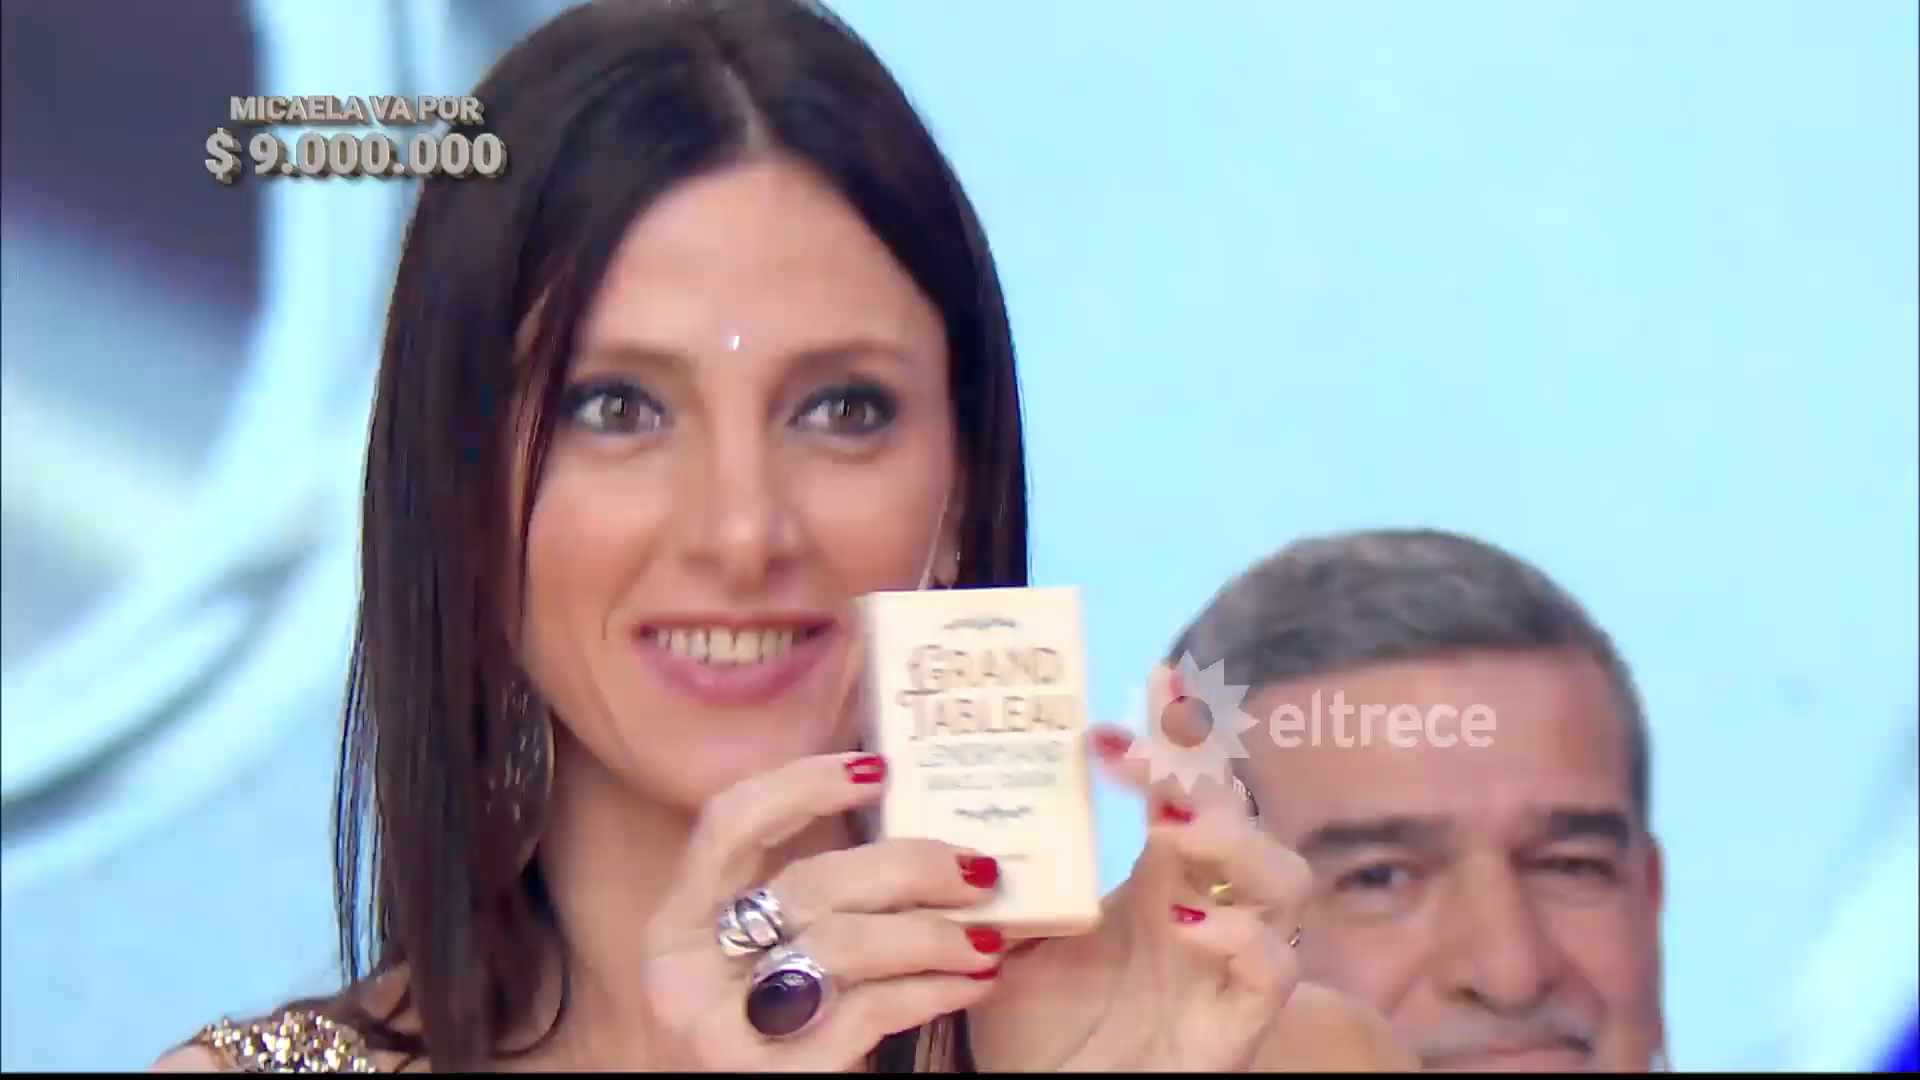 MICAELA VA POR
$ 9.000.000
GRAND
TABLEAU
LENORMAND
eltrece